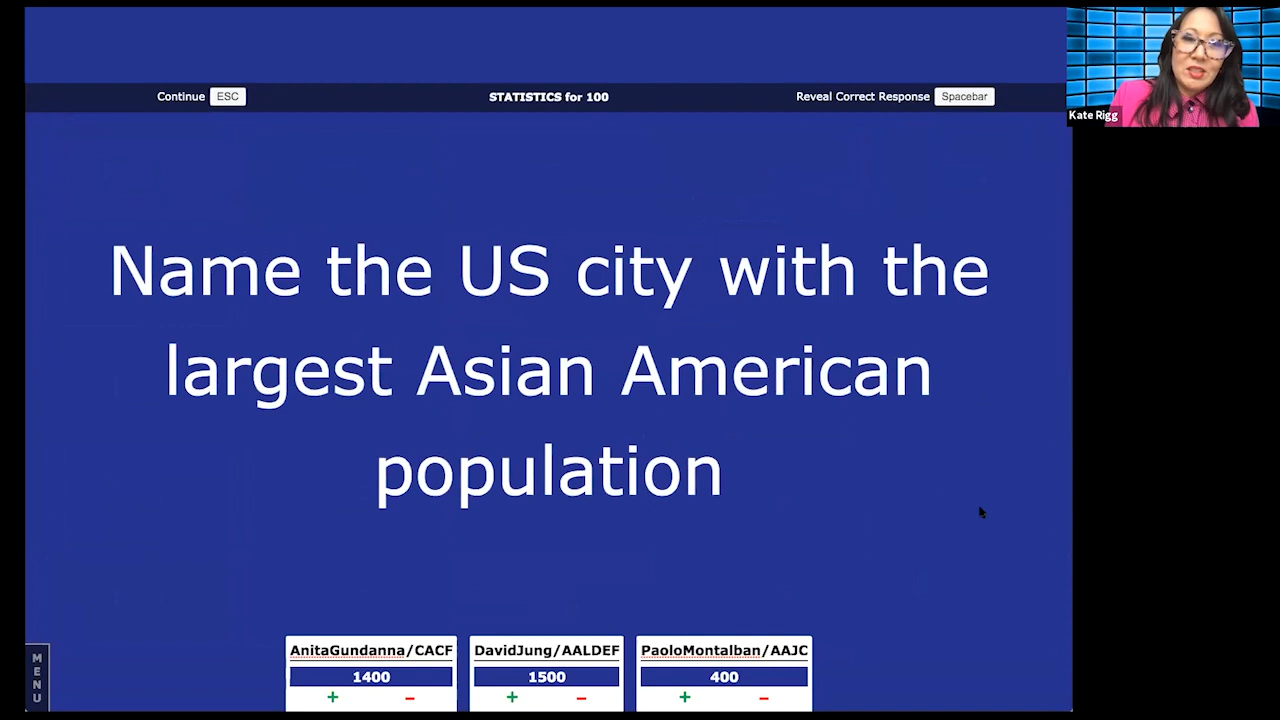 Continue ESC
STATISTICS for 100
Reveal Correct Response Spacebar
Kate Rigg
Name the US city with the
largest Asian American
population
MENU
AnitaGundanna/CACF
1400
+ −
DavidJung/AALDEF
1500
+ −
PaoloMontalban/AAJC
400
+ −